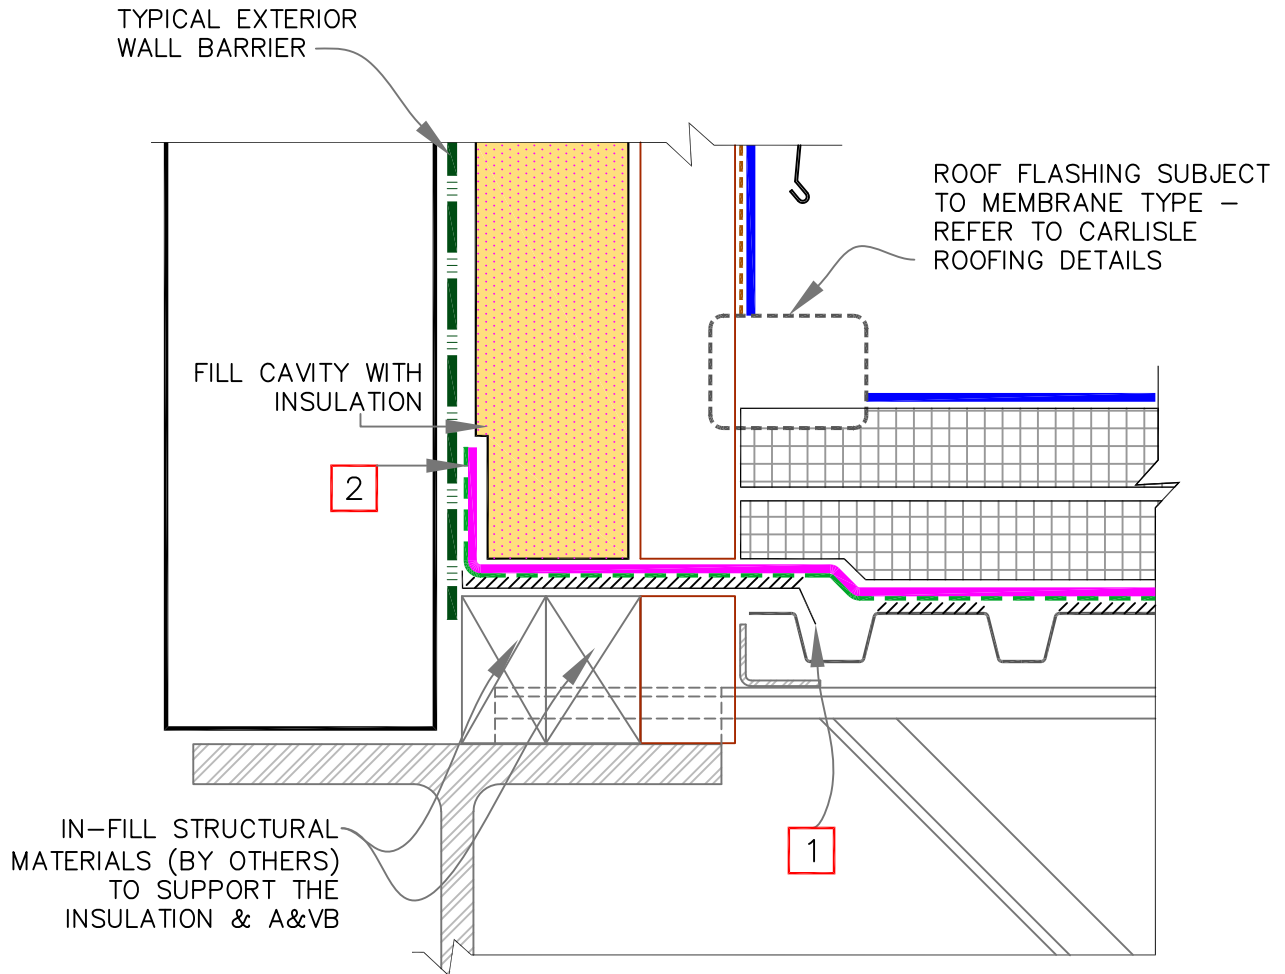 TYPICAL EXTERIOR
WALL BARRIER
ROOF FLASHING SUBJECT
TO MEMBRANE TYPE –
REFER TO CARLISLE
ROOFING DETAILS
FILL CAVITY WITH
INSULATION
2
1
IN–FILL STRUCTURAL
MATERIALS (BY OTHERS)
TO SUPPORT THE
INSULATION & A&VB